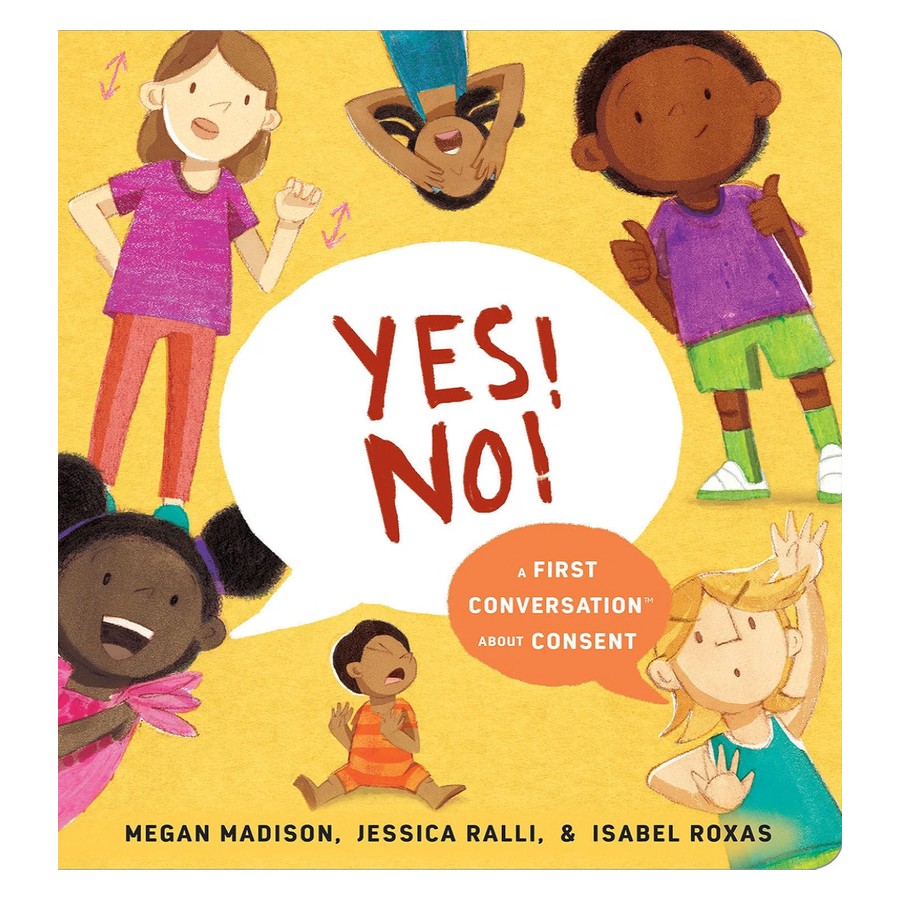 YES!
NO!
A FIRST
CONVERSATION™
ABOUT CONSENT
MEGAN MADISON, JESSICA RALLI, & ISABEL ROXAS